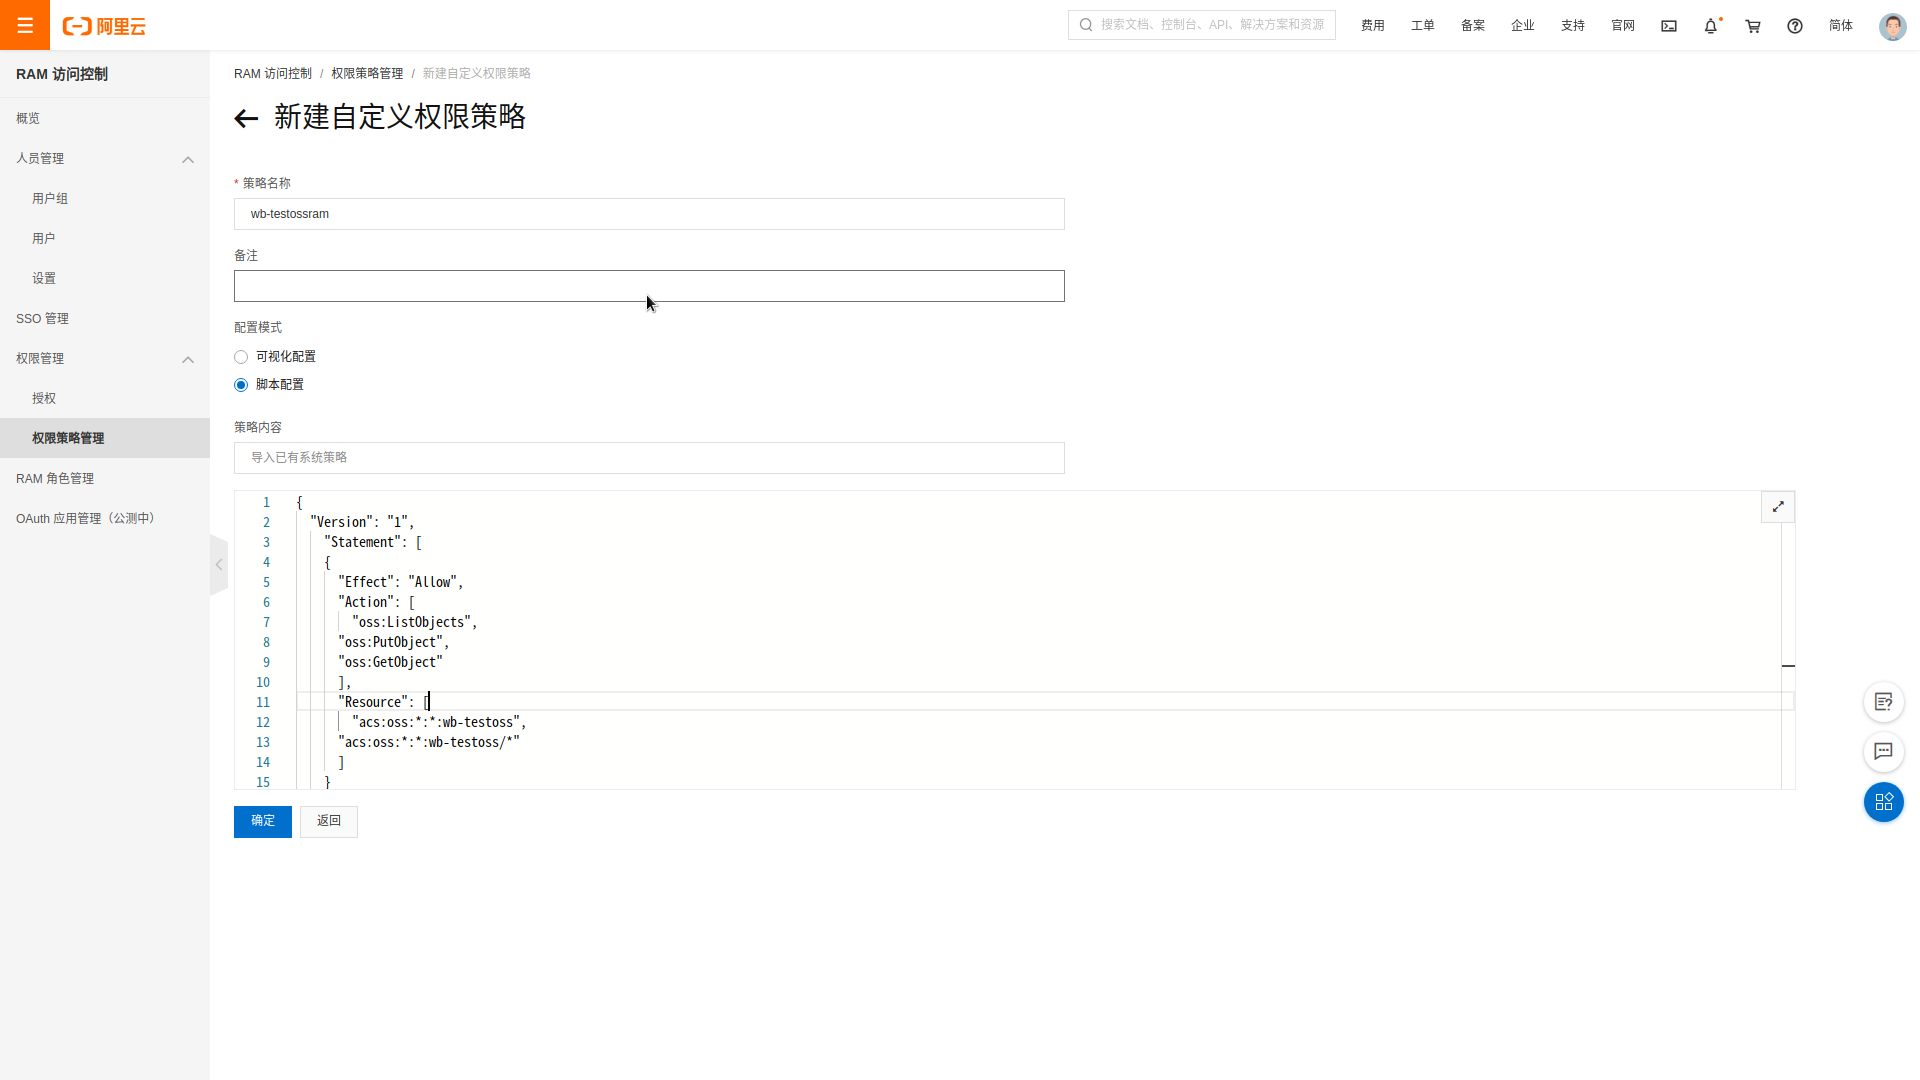 阿里云
搜索文档、控制台、API、解决方案和资源
费用
工单
备案
企业
支持
官网
简体
RAM 访问控制
概览
人员管理
用户组
用户
设置
SSO 管理
权限管理
授权
权限策略管理
RAM 角色管理
OAuth 应用管理（公测中）
RAM 访问控制 / 权限策略管理 / 新建自定义权限策略
新建自定义权限策略
* 策略名称
wb-testossram
备注
配置模式
可视化配置
脚本配置
策略内容
导入已有系统策略
1 {
2 "Version": "1",
3 "Statement": [
4 {
5 "Effect": "Allow",
6 "Action": [
7 "oss:ListObjects",
8 "oss:PutObject",
9 "oss:GetObject"
10 ],
11 "Resource": [
12 "acs:oss:*:*:wb-testoss",
13 "acs:oss:*:*:wb-testoss/*"
14 ]
15 }
确定
返回